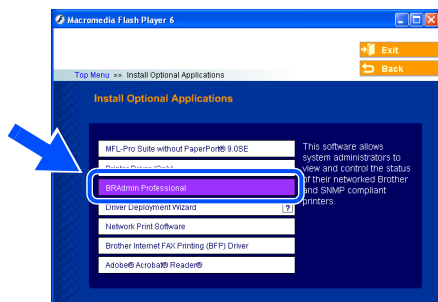 Macromedia Flash Player 6
Exit
Back
Top Menu »» Install Optional Applications
Install Optional Applications
MFL-Pro Suite without PaperPort® 9.0SE
Printer Driver (Only)
BRAdmin Professional
Driver Deployment Wizard ?
Network Print Software
Brother Internet FAX Printing (BFP) Driver
Adobe® Acrobat® Reader®
This software allows
system administrators to
view and control the status
of their networked Brother
and SNMP compliant
printers.